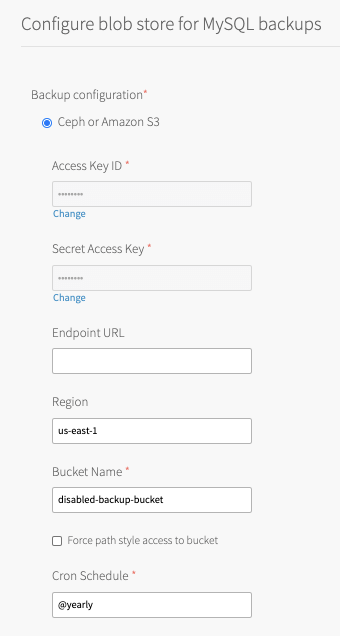 Configure blob store for MySQL backups
Backup configuration*
Ceph or Amazon S3
Access Key ID *
••••••••
Change
Secret Access Key *
••••••••
Change
Endpoint URL
Region
us-east-1
Bucket Name *
disabled-backup-bucket
Force path style access to bucket
Cron Schedule *
@yearly